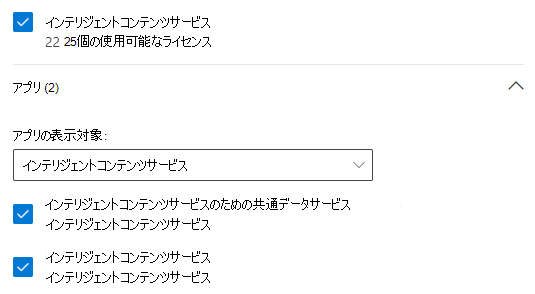 インテリジェントコンテンツサービス
22 25個の使用可能なライセンス
アプリ (2)
アプリの表示対象:
インテリジェントコンテンツサービス
インテリジェントコンテンツサービスのための共通データサービス
インテリジェントコンテンツサービス
インテリジェントコンテンツサービス
インテリジェントコンテンツサービス